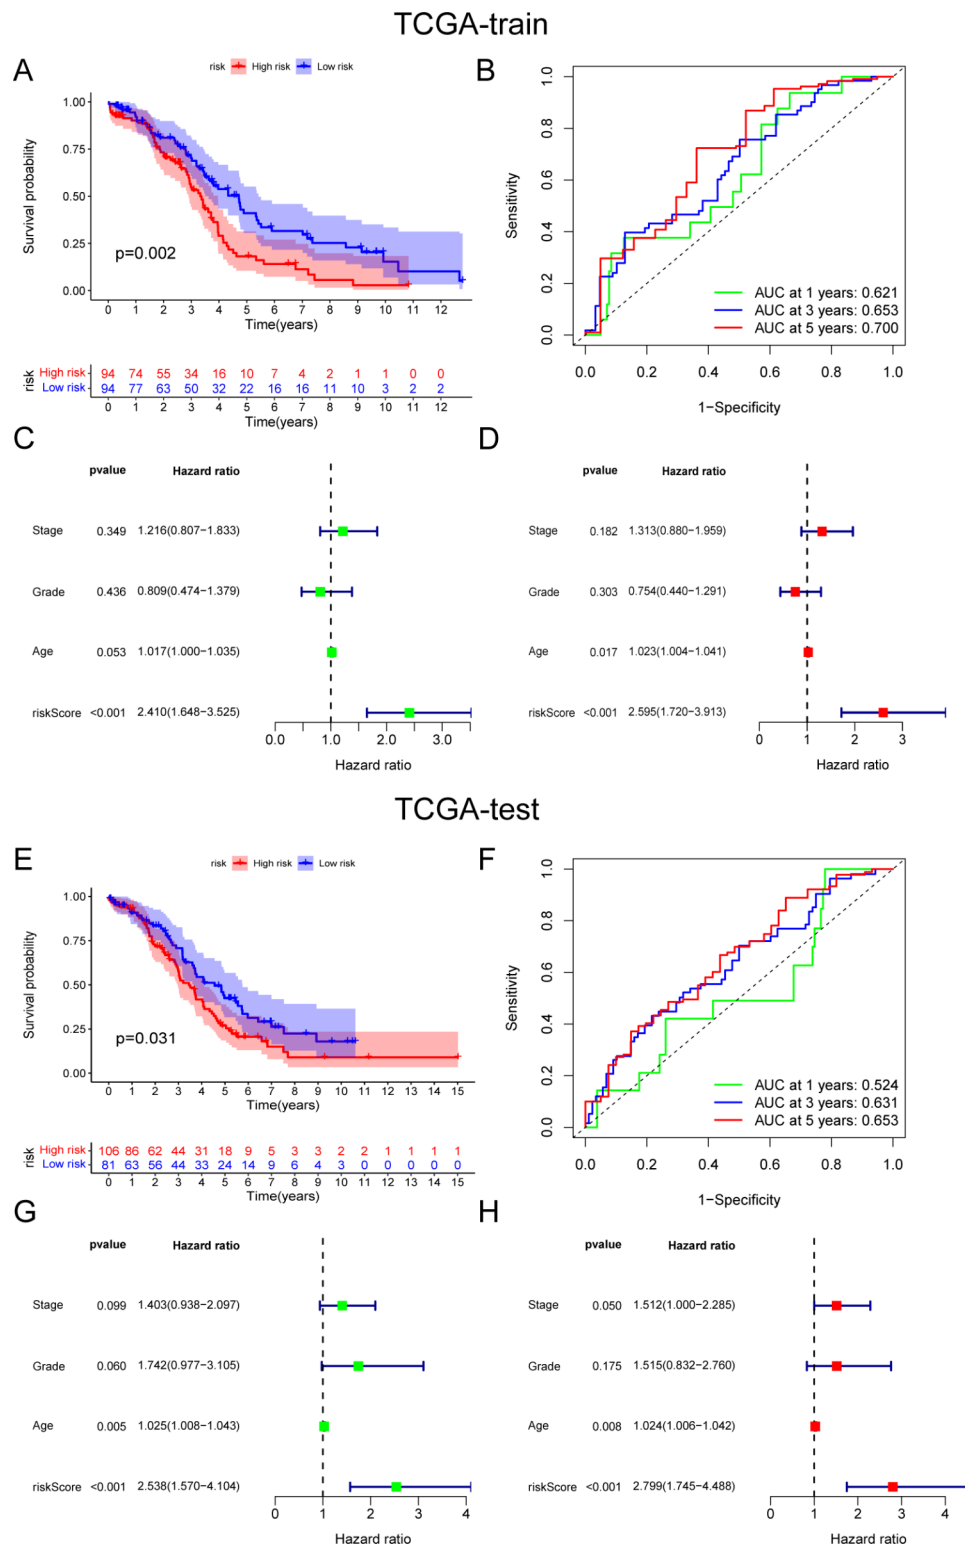 TCGA-train
A
risk High risk Low risk
Survival probability
1.00
0.75
0.50
0.25
0.00
p=0.002
0 1 2 3 4 5 6 7 8 9 10 11 12
Time(years)
risk
High risk 94 74 55 34 16 10 7 4 2 1 1 0 0
Low risk 94 77 63 50 32 22 16 16 11 10 3 2 2
0 1 2 3 4 5 6 7 8 9 10 11 12
Time(years)
B
Sensitivity
1.0
0.8
0.6
0.4
0.2
0.0
AUC at 1 years: 0.621
AUC at 3 years: 0.653
AUC at 5 years: 0.700
0.0 0.2 0.4 0.6 0.8 1.0
1−Specificity
C
pvalue Hazard ratio
Stage 0.349 1.216(0.807−1.833)
Grade 0.436 0.809(0.474−1.379)
Age 0.053 1.017(1.000−1.035)
riskScore <0.001 2.410(1.648−3.525)
0.0 1.0 2.0 3.0
Hazard ratio
D
pvalue Hazard ratio
Stage 0.182 1.313(0.880−1.959)
Grade 0.303 0.754(0.440−1.291)
Age 0.017 1.023(1.004−1.041)
riskScore <0.001 2.595(1.720−3.913)
0 1 2 3
Hazard ratio
TCGA-test
E
risk High risk Low risk
Survival probability
1.00
0.75
0.50
0.25
0.00
p=0.031
0 1 2 3 4 5 6 7 8 9 10 11 12 13 14 15
Time(years)
risk
High risk 106 86 62 44 31 18 9 5 3 3 2 2 1 1 1 1
Low risk 81 63 56 44 33 24 14 9 6 4 3 0 0 0 0 0
0 1 2 3 4 5 6 7 8 9 10 11 12 13 14 15
Time(years)
F
Sensitivity
1.0
0.8
0.6
0.4
0.2
0.0
AUC at 1 years: 0.524
AUC at 3 years: 0.631
AUC at 5 years: 0.653
0.0 0.2 0.4 0.6 0.8 1.0
1−Specificity
G
pvalue Hazard ratio
Stage 0.099 1.403(0.938−2.097)
Grade 0.060 1.742(0.977−3.105)
Age 0.005 1.025(1.008−1.043)
riskScore <0.001 2.538(1.570−4.104)
0 1 2 3 4
Hazard ratio
H
pvalue Hazard ratio
Stage 0.050 1.512(1.000−2.285)
Grade 0.175 1.515(0.832−2.760)
Age 0.008 1.024(1.006−1.042)
riskScore <0.001 2.799(1.745−4.488)
0 1 2 3 4
Hazard ratio